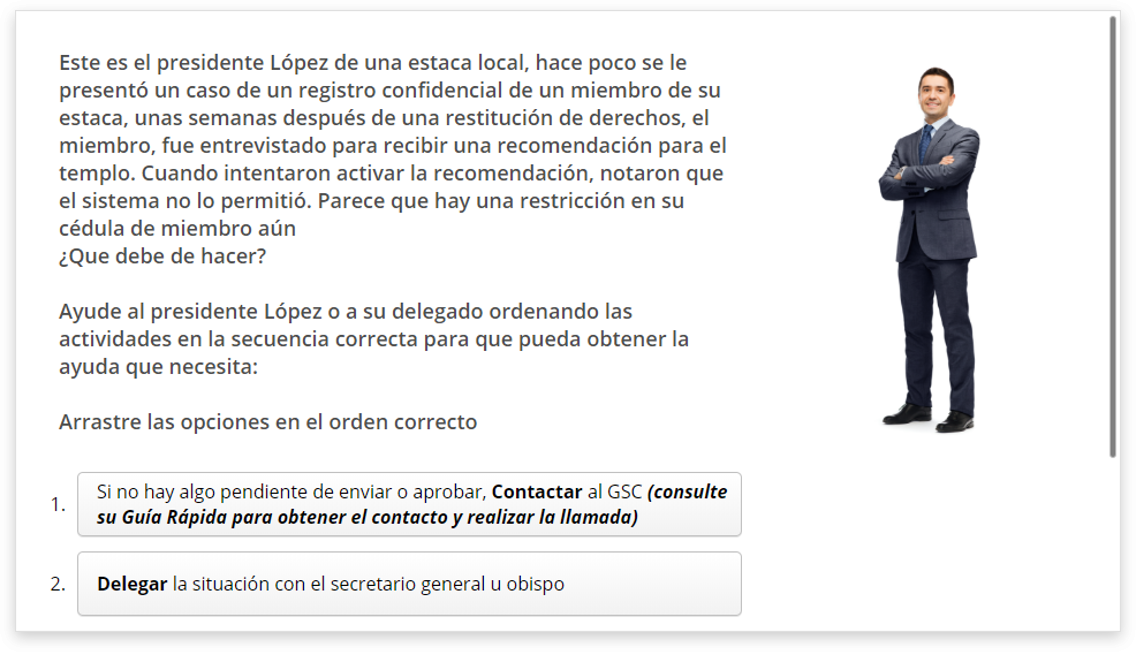 Este es el presidente López de una estaca local, hace poco se le
presentó un caso de un registro confidencial de un miembro de su
estaca, unas semanas después de una restitución de derechos, el
miembro, fue entrevistado para recibir una recomendación para el
templo. Cuando intentaron activar la recomendación, notaron que
el sistema no lo permitió. Parece que hay una restricción en su
cédula de miembro aún
¿Que debe de hacer?
Ayude al presidente López o a su delegado ordenando las
actividades en la secuencia correcta para que pueda obtener la
ayuda que necesita:
Arrastre las opciones en el orden correcto
1. Si no hay algo pendiente de enviar o aprobar, Contactar al GSC (consulte
su Guía Rápida para obtener el contacto y realizar la llamada)
2. Delegar la situación con el secretario general u obispo